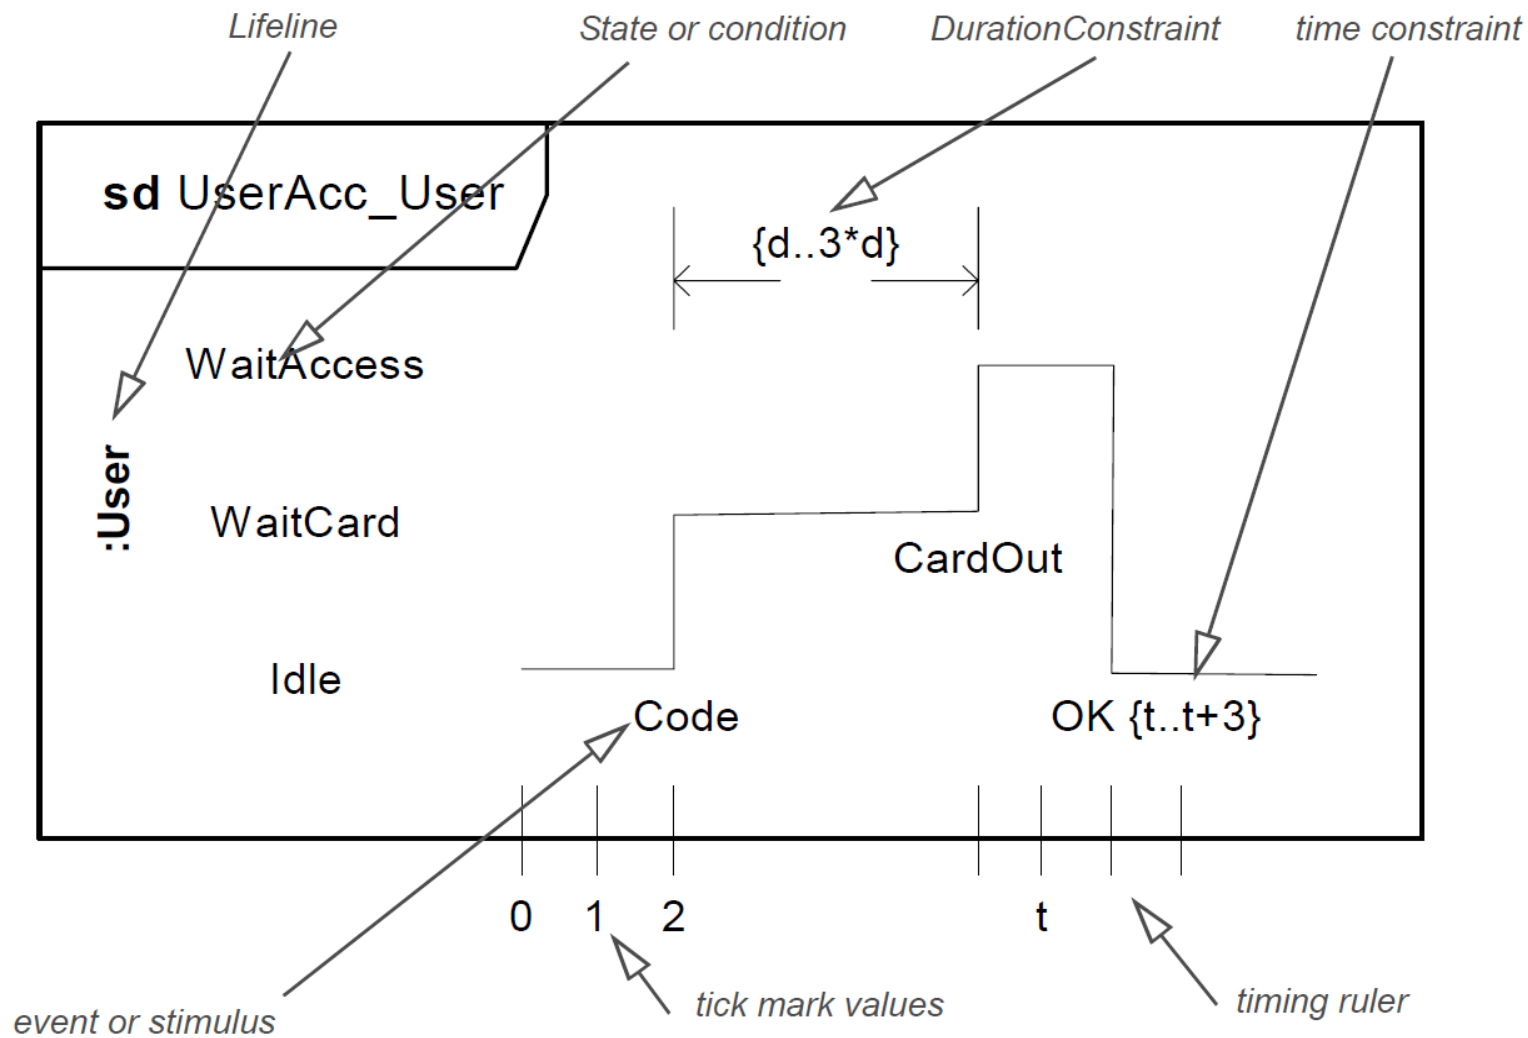 Lifeline
State or condition
DurationConstraint
time constraint
sd UserAcc_User
{d..3*d}
WaitAccess
:User
WaitCard
CardOut
Idle
Code
OK {t..t+3}
0 1 2 t
event or stimulus
tick mark values
timing ruler